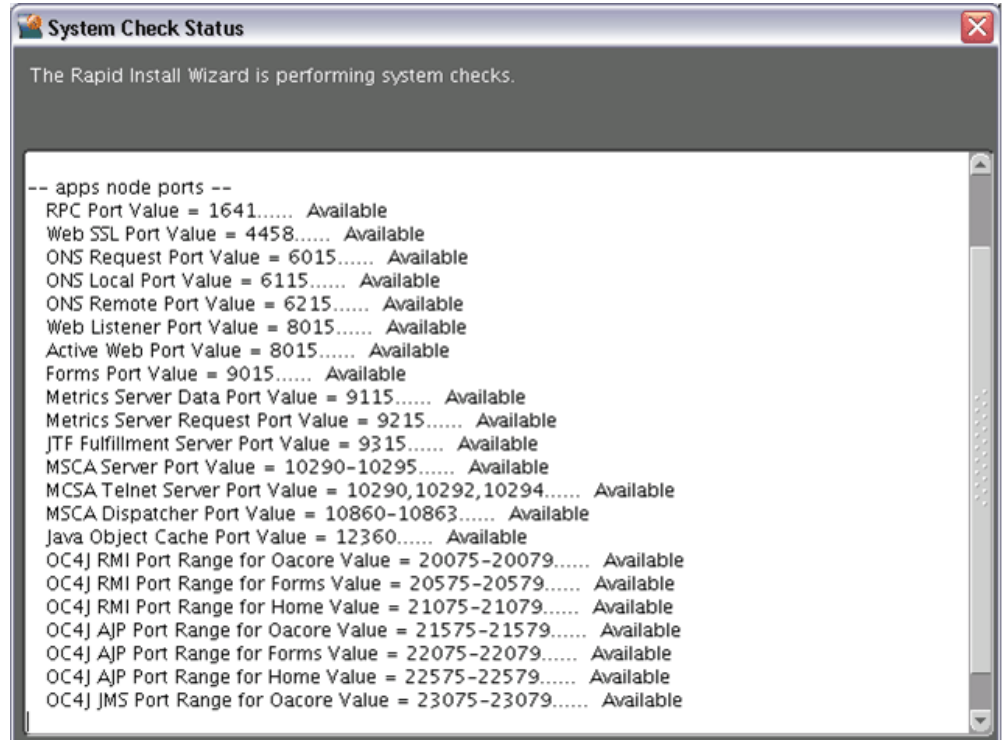 System Check Status
The Rapid Install Wizard is performing system checks.
-- apps node ports --
RPC Port Value = 1641...... Available
Web SSL Port Value = 4458...... Available
ONS Request Port Value = 6015...... Available
ONS Local Port Value = 6115...... Available
ONS Remote Port Value = 6215...... Available
Web Listener Port Value = 8015...... Available
Active Web Port Value = 8015...... Available
Forms Port Value = 9015...... Available
Metrics Server Data Port Value = 9115...... Available
Metrics Server Request Port Value = 9215...... Available
JTF Fulfillment Server Port Value = 9315...... Available
MSCA Server Port Value = 10290-10295...... Available
MCSA Telnet Server Port Value = 10290,10292,10294...... Available
MSCA Dispatcher Port Value = 10860-10863...... Available
Java Object Cache Port Value = 12360...... Available
OC4J RMI Port Range for Oacore Value = 20075-20079...... Available
OC4J RMI Port Range for Forms Value = 20575-20579...... Available
OC4J RMI Port Range for Home Value = 21075-21079...... Available
OC4J AJP Port Range for Oacore Value = 21575-21579...... Available
OC4J AJP Port Range for Forms Value = 22075-22079...... Available
OC4J AJP Port Range for Home Value = 22575-22579...... Available
OC4J JMS Port Range for Oacore Value = 23075-23079...... Available